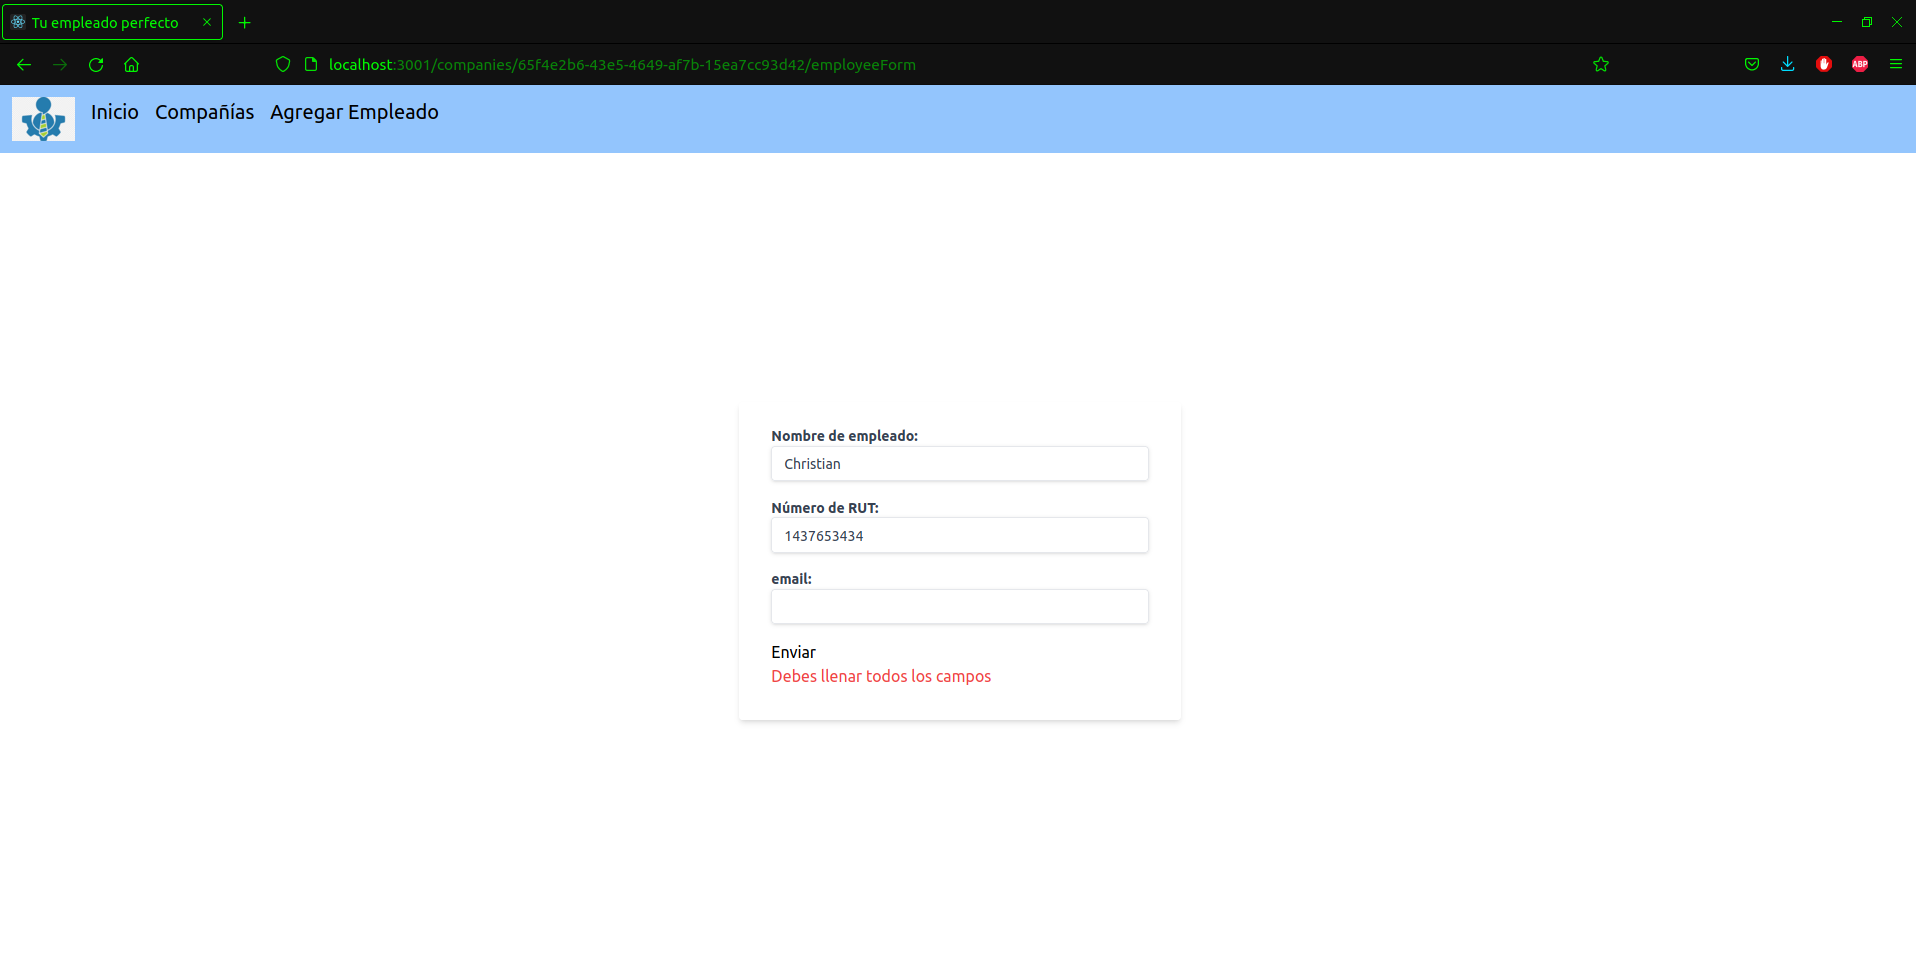 Tu empleado perfecto
localhost:3001/companies/65f4e2b6-43e5-4649-af7b-15ea7cc93d42/employeeForm
ABP
Inicio Compañías Agregar Empleado
Nombre de empleado:
Christian
Número de RUT:
1437653434
email:
Enviar
Debes llenar todos los campos